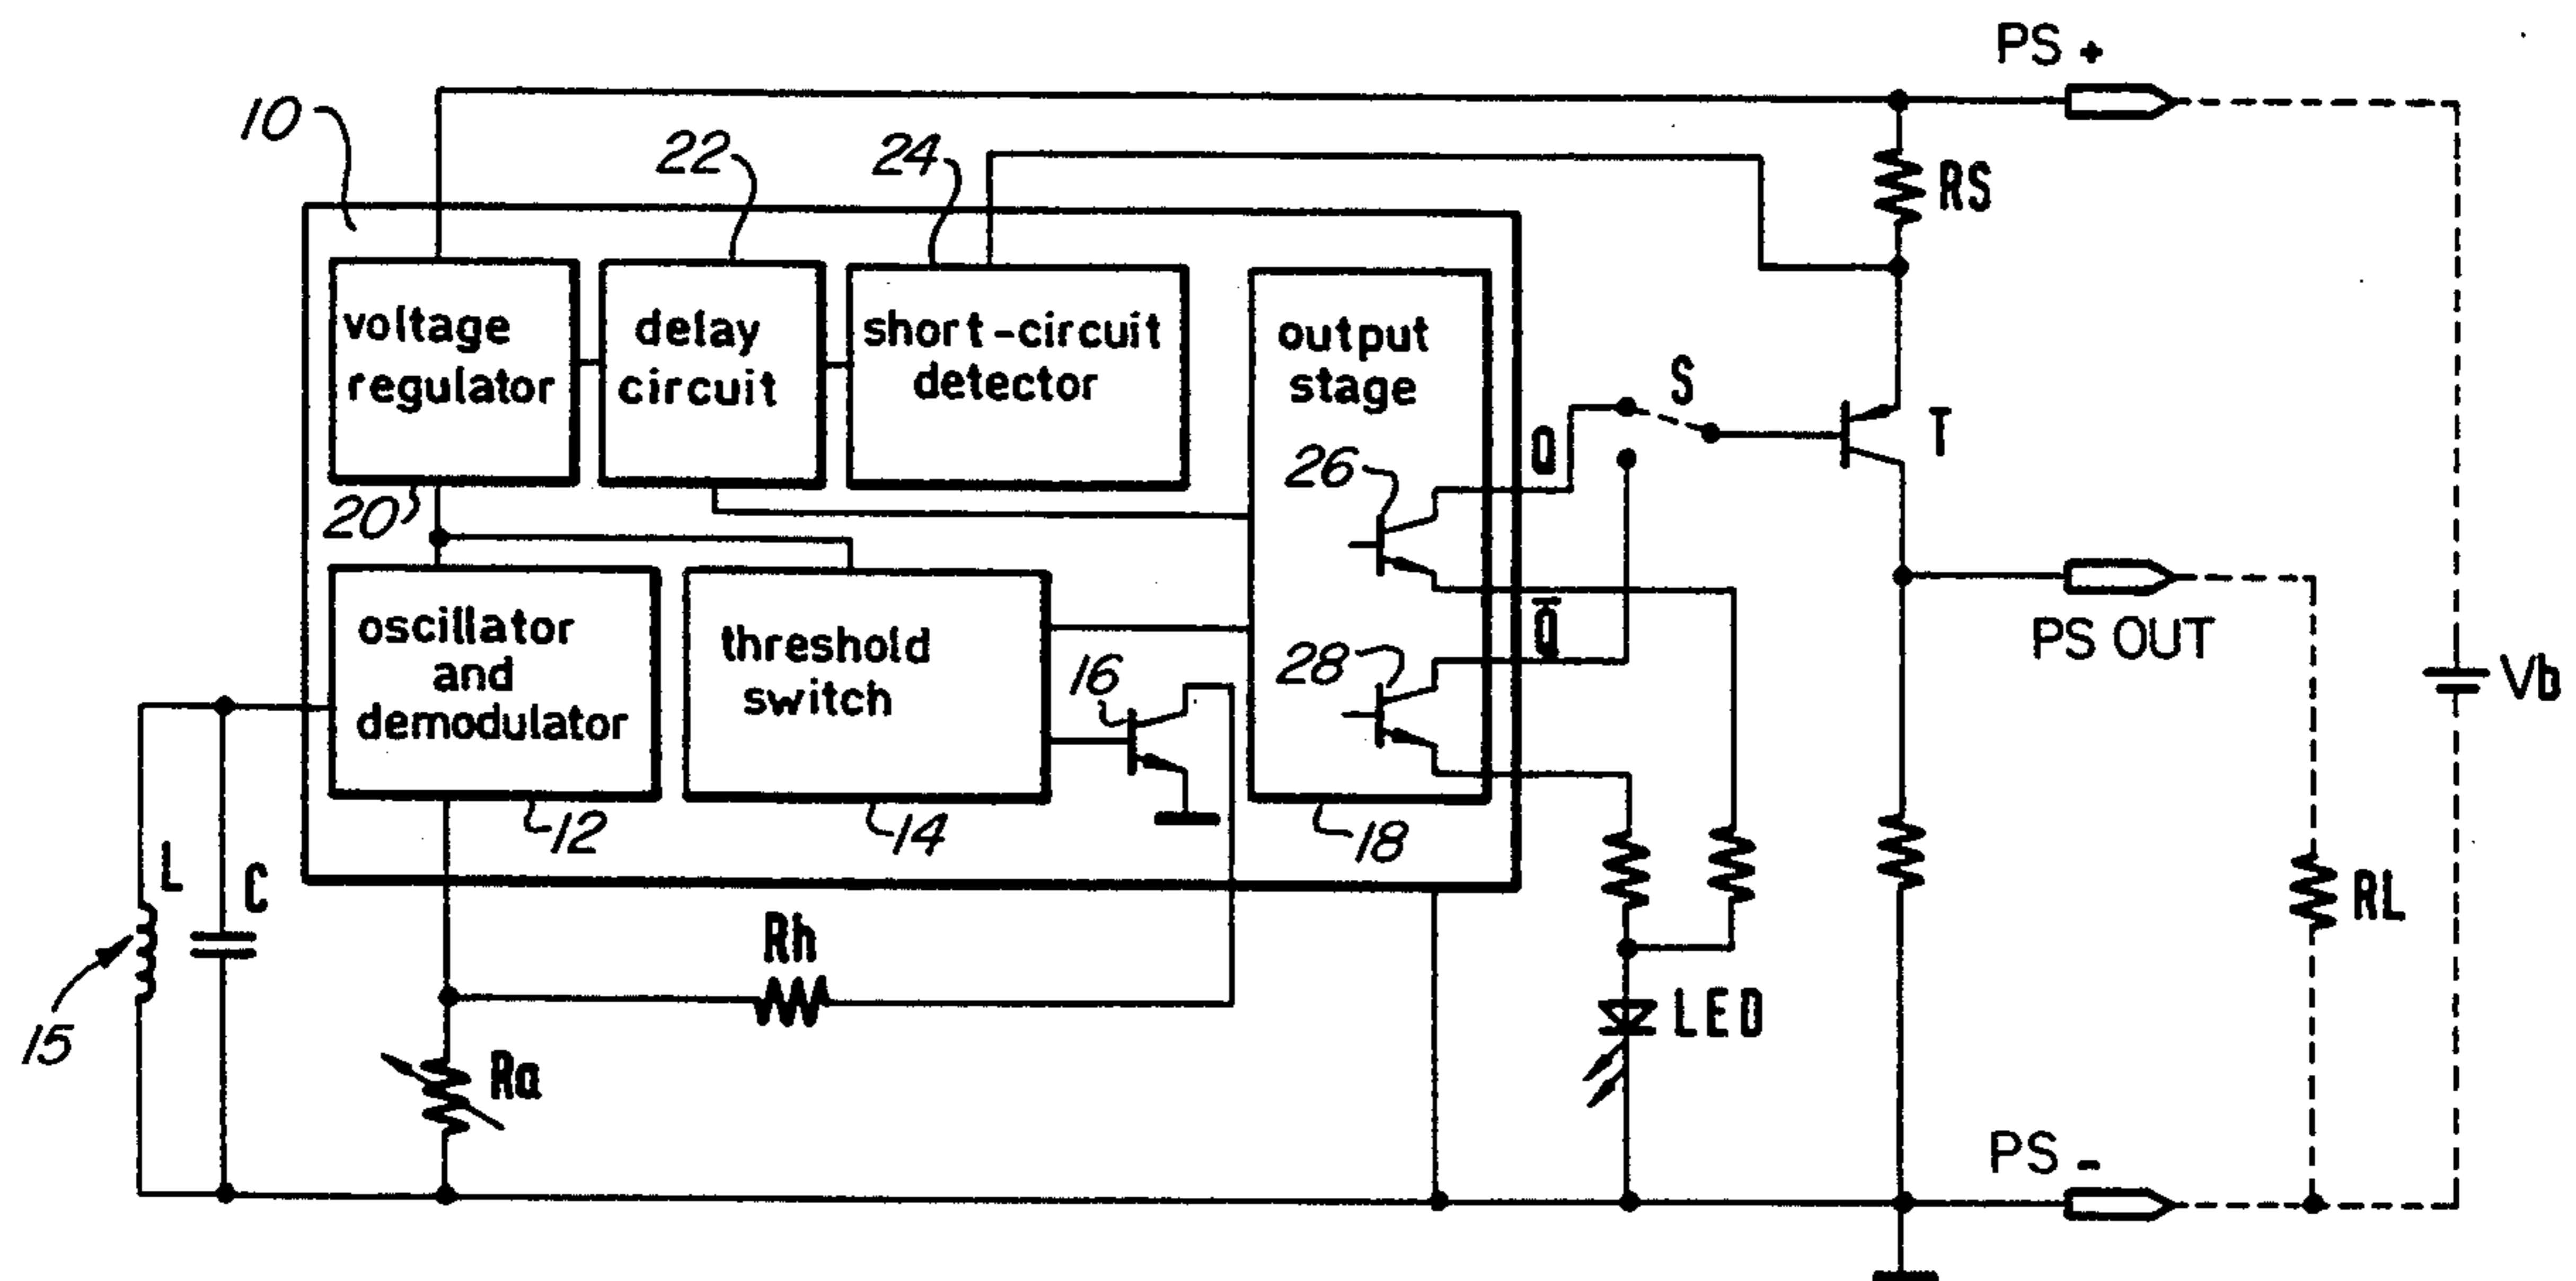 PS +
10
22
24
RS
voltage
regulator
delay
circuit
short-circuit
detector
output
stage
S
T
Q
26
20
oscillator
and
demodulator
threshold
switch
16
Q̄
28
PS OUT
Vb
12
14
18
L
C
Rh
RL
15
Ra
LED
PS -